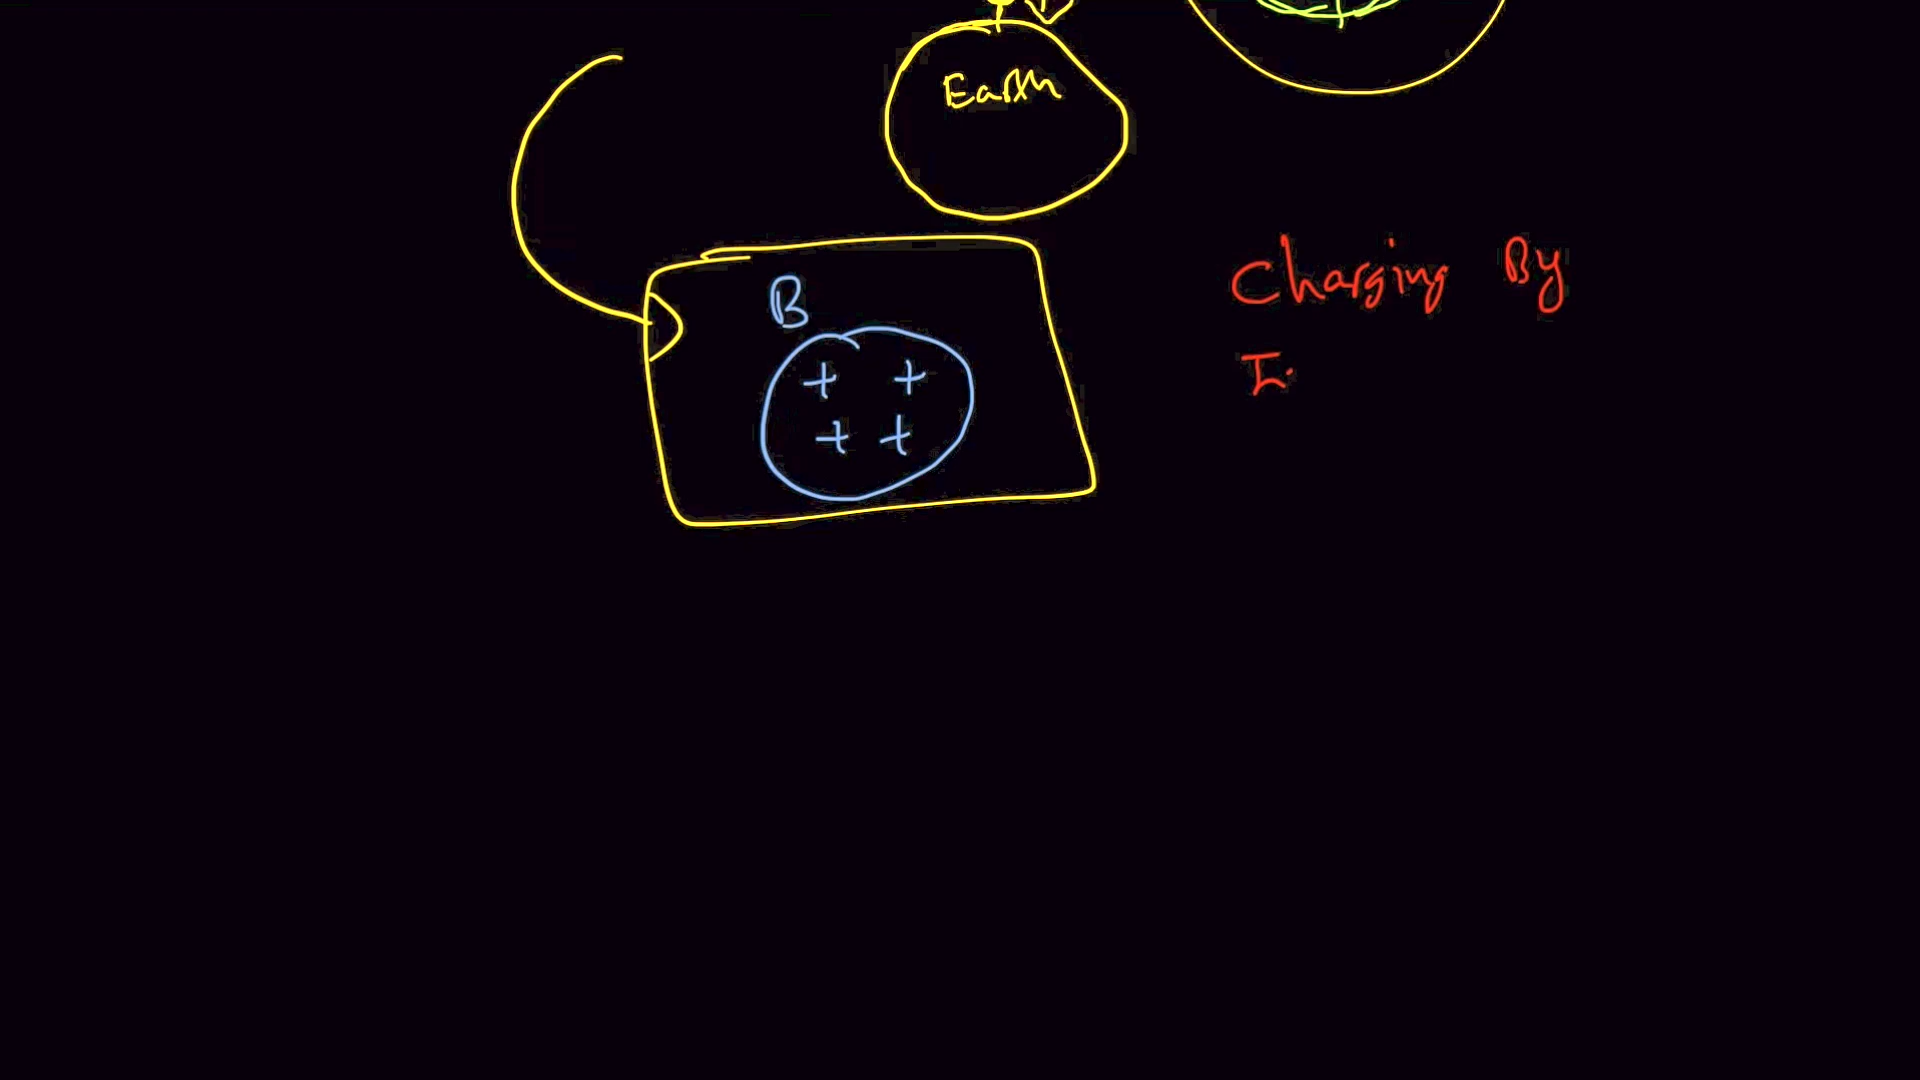 Earth
B
+ +
+ +
Charging By
I.